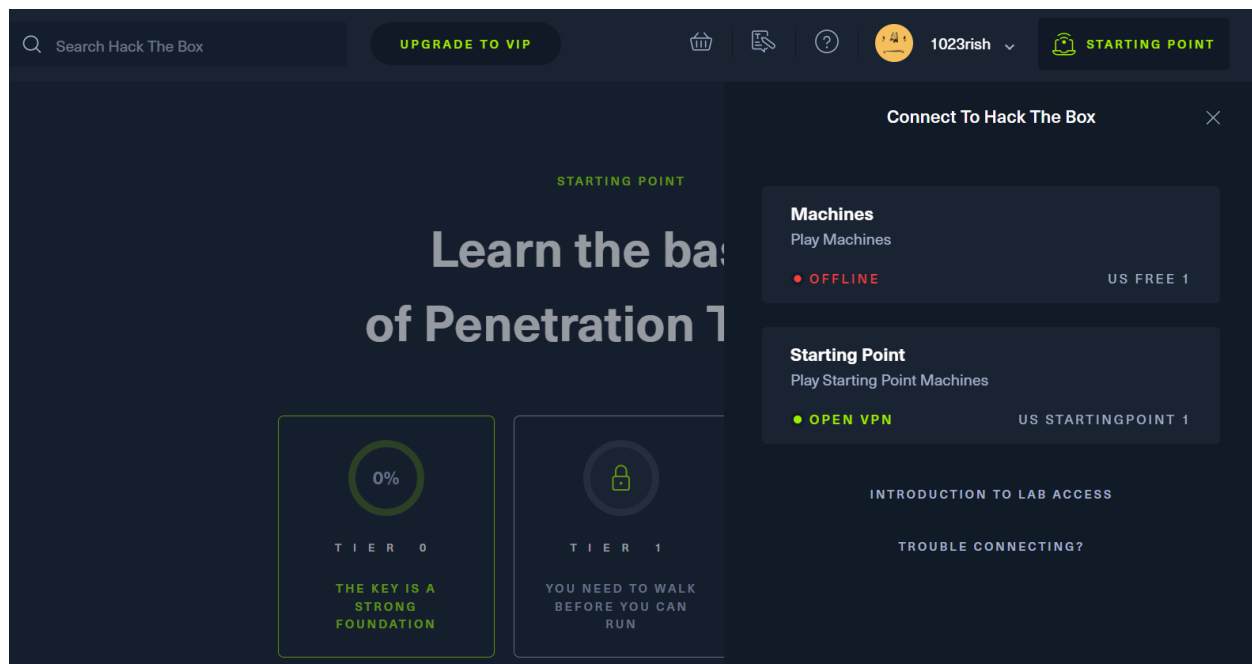 Search Hack The Box
UPGRADE TO VIP
1023rish
STARTING POINT
Connect To Hack The Box
Machines
Play Machines
OFFLINE
US FREE 1
Starting Point
Play Starting Point Machines
OPEN VPN
US STARTINGPOINT 1
INTRODUCTION TO LAB ACCESS
TROUBLE CONNECTING?
STARTING POINT
Learn the bas
of Penetration T
0%
TIER 0
THE KEY IS A
STRONG
FOUNDATION
TIER 1
YOU NEED TO WALK
BEFORE YOU CAN
RUN